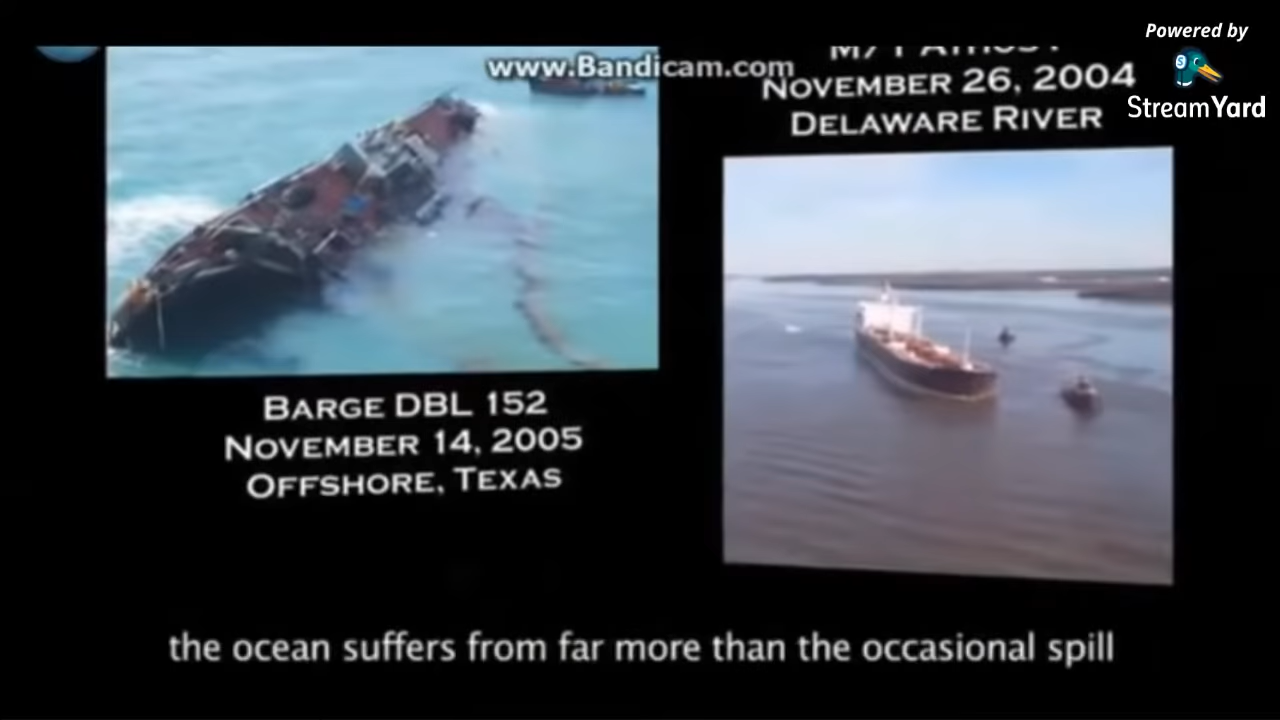 Powered by
StreamYard
www.Bandicam.com
NOVEMBER 26, 2004
DELAWARE RIVER
BARGE DBL 152
NOVEMBER 14, 2005
OFFSHORE, TEXAS
the ocean suffers from far more than the occasional spill